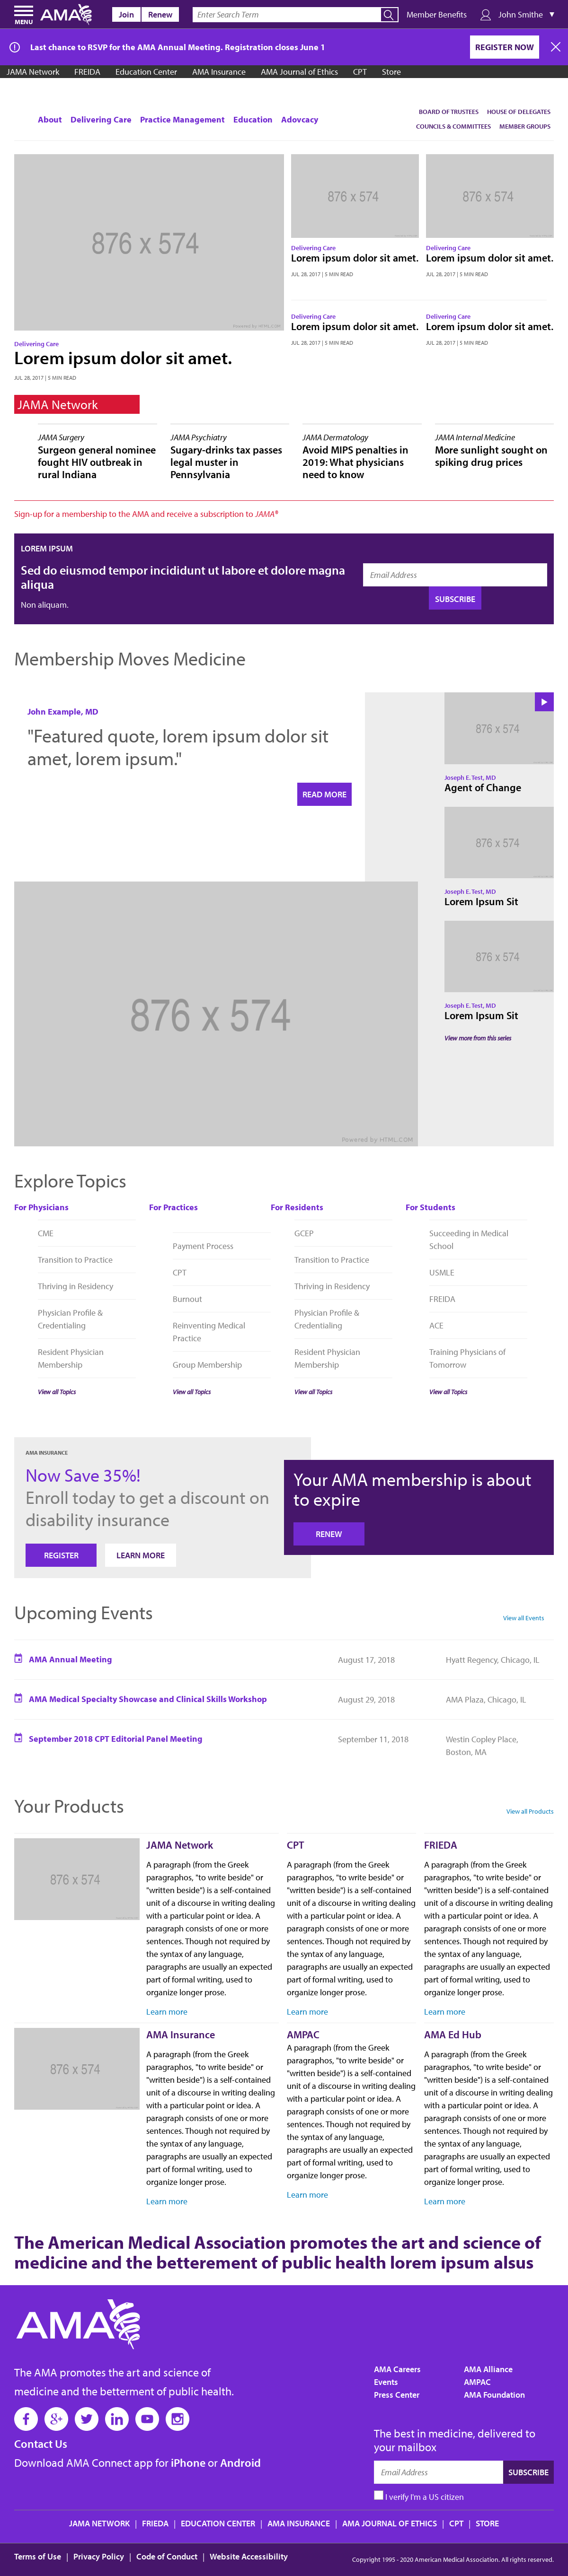 MENU
AMA
Join
Renew
Enter Search Term
Member Benefits
John Smithe
Last chance to RSVP for the AMA Annual Meeting. Registration closes June 1
REGISTER NOW
JAMA Network FREIDA Education Center AMA Insurance AMA Journal of Ethics CPT Store
BOARD OF TRUSTEES HOUSE OF DELEGATES
About Delivering Care Practice Management Education Adovcacy
COUNCILS & COMMITTEES MEMBER GROUPS
876 x 574
Powered by HTML.COM
Delivering Care
Lorem ipsum dolor sit amet.
JUL 28, 2017 | 5 MIN READ
876 x 574
Delivering Care
Lorem ipsum dolor sit amet.
JUL 28, 2017 | 5 MIN READ
876 x 574
Delivering Care
Lorem ipsum dolor sit amet.
JUL 28, 2017 | 5 MIN READ
Delivering Care
Lorem ipsum dolor sit amet.
JUL 28, 2017 | 5 MIN READ
Delivering Care
Lorem ipsum dolor sit amet.
JUL 28, 2017 | 5 MIN READ
JAMA Network
JAMA Surgery
Surgeon general nominee
fought HIV outbreak in
rural Indiana
JAMA Psychiatry
Sugary-drinks tax passes
legal muster in
Pennsylvania
JAMA Dermatology
Avoid MIPS penalties in
2019: What physicians
need to know
JAMA Internal Medicine
More sunlight sought on
spiking drug prices
Sign-up for a membership to the AMA and receive a subscription to JAMA®
LOREM IPSUM
Sed do eiusmod tempor incididunt ut labore et dolore magna
aliqua
Non aliquam.
Email Address
SUBSCRIBE
Membership Moves Medicine
John Example, MD
"Featured quote, lorem ipsum dolor sit
amet, lorem ipsum."
READ MORE
876 x 574
Powered by HTML.COM
876 x 574
Joseph E. Test, MD
Agent of Change
876 x 574
Joseph E. Test, MD
Lorem Ipsum Sit
876 x 574
Joseph E. Test, MD
Lorem Ipsum Sit
View more from this series
Explore Topics
For Physicians
CME
Transition to Practice
Thriving in Residency
Physician Profile &
Credentialing
Resident Physician
Membership
View all Topics
For Practices
Payment Process
CPT
Burnout
Reinventing Medical
Practice
Group Membership
View all Topics
For Residents
GCEP
Transition to Practice
Thriving in Residency
Physician Profile &
Credentialing
Resident Physician
Membership
View all Topics
For Students
Succeeding in Medical
School
USMLE
FREIDA
ACE
Training Physicians of
Tomorrow
View all Topics
AMA INSURANCE
Now Save 35%!
Enroll today to get a discount on
disability insurance
REGISTER
LEARN MORE
Your AMA membership is about
to expire
RENEW
Upcoming Events
View all Events
AMA Annual Meeting August 17, 2018 Hyatt Regency, Chicago, IL
AMA Medical Specialty Showcase and Clinical Skills Workshop August 29, 2018 AMA Plaza, Chicago, IL
September 2018 CPT Editorial Panel Meeting September 11, 2018 Westin Copley Place,
Boston, MA
Your Products
View all Products
876 x 574
JAMA Network
A paragraph (from the Greek
paragraphos, "to write beside" or
"written beside") is a self-contained
unit of a discourse in writing dealing
with a particular point or idea. A
paragraph consists of one or more
sentences. Though not required by
the syntax of any language,
paragraphs are usually an expected
part of formal writing, used to
organize longer prose.
Learn more
CPT
A paragraph (from the Greek
paragraphos, "to write beside" or
"written beside") is a self-contained
unit of a discourse in writing dealing
with a particular point or idea. A
paragraph consists of one or more
sentences. Though not required by
the syntax of any language,
paragraphs are usually an expected
part of formal writing, used to
organize longer prose.
Learn more
FRIEDA
A paragraph (from the Greek
paragraphos, "to write beside" or
"written beside") is a self-contained
unit of a discourse in writing dealing
with a particular point or idea. A
paragraph consists of one or more
sentences. Though not required by
the syntax of any language,
paragraphs are usually an expected
part of formal writing, used to
organize longer prose.
Learn more
876 x 574
AMA Insurance
A paragraph (from the Greek
paragraphos, "to write beside" or
"written beside") is a self-contained
unit of a discourse in writing dealing
with a particular point or idea. A
paragraph consists of one or more
sentences. Though not required by
the syntax of any language,
paragraphs are usually an expected
part of formal writing, used to
organize longer prose.
Learn more
AMPAC
A paragraph (from the Greek
paragraphos, "to write beside" or
"written beside") is a self-contained
unit of a discourse in writing dealing
with a particular point or idea. A
paragraph consists of one or more
sentences. Though not required by
the syntax of any language,
paragraphs are usually an expected
part of formal writing, used to
organize longer prose.
Learn more
AMA Ed Hub
A paragraph (from the Greek
paragraphos, "to write beside" or
"written beside") is a self-contained
unit of a discourse in writing dealing
with a particular point or idea. A
paragraph consists of one or more
sentences. Though not required by
the syntax of any language,
paragraphs are usually an expected
part of formal writing, used to
organize longer prose.
Learn more
The American Medical Association promotes the art and science of
medicine and the betterement of public health lorem ipsum alsus
AMA
The AMA promotes the art and science of
medicine and the betterment of public health.
Contact Us
Download AMA Connect app for iPhone or Android
AMA Careers
Events
Press Center
AMA Alliance
AMPAC
AMA Foundation
The best in medicine, delivered to
your mailbox
Email Address
SUBSCRIBE
I verify I'm a US citizen
JAMA NETWORK | FRIEDA | EDUCATION CENTER | AMA INSURANCE | AMA JOURNAL OF ETHICS | CPT | STORE
Terms of Use | Privacy Policy | Code of Conduct | Website Accessibility
Copyright 1995 - 2020 American Medical Association. All rights reserved.